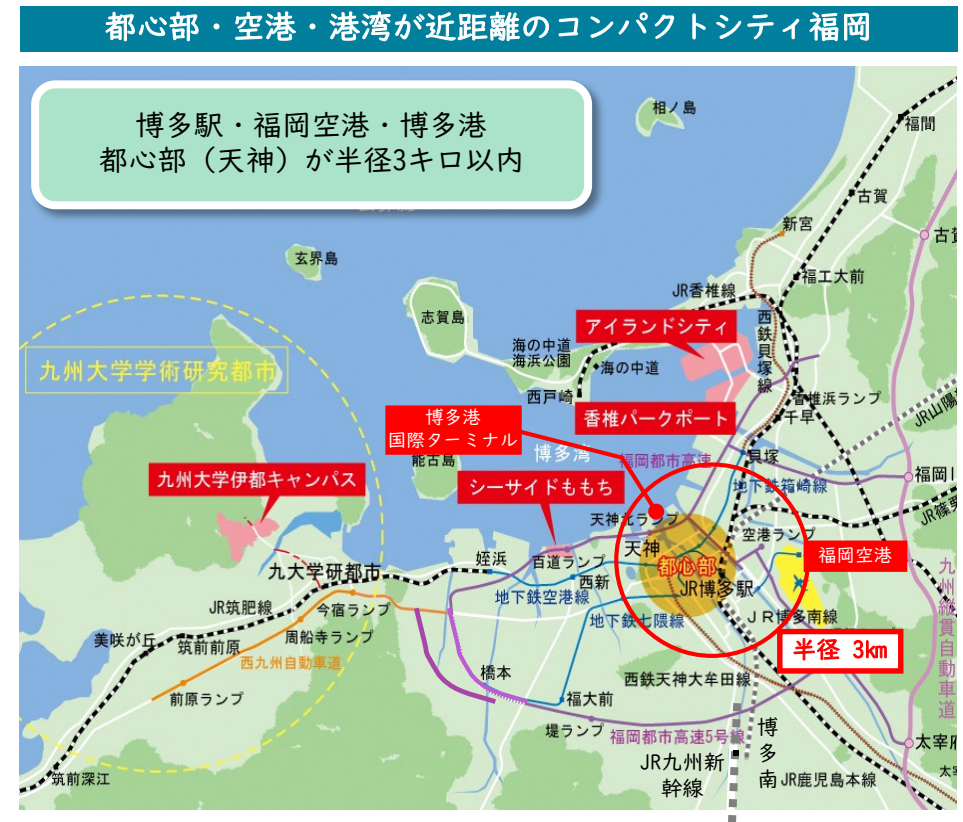 都心部・空港・港湾が近距離のコンパクトシティ福岡
博多駅・福岡空港・博多港
都心部（天神）が半径3キロ以内
相ノ島
福間
古賀
新宮
玄界島
福工大前
JR香椎線
志賀島
アイランドシティ
西鉄貝塚線
海の中道
海浜公園
海の中道
九州大学学術研究都市
西戸崎
香椎浜ランプ
香椎パークポート
千早
博多港
国際ターミナル
博多湾
福岡都市高速
貝塚
能古島
九州大学伊都キャンパス
シーサイドももち
地下鉄箱崎線
天神北ランプ
空港ランプ
天神
福岡空港
姪浜
百道ランプ
都心部
九大学研都市
西新
JR博多駅
地下鉄空港線
JR筑肥線
今宿ランプ
地下鉄七隈線
JR博多南線
美咲が丘
筑前前原
周船寺ランプ
半径 3km
九州縦貫自動車道
西九州自動車道
橋本
西鉄天神大牟田線
前原ランプ
福大前
堤ランプ
福岡都市高速5号線
博多南
JR九州新
幹線
筑前深江
JR鹿児島本線